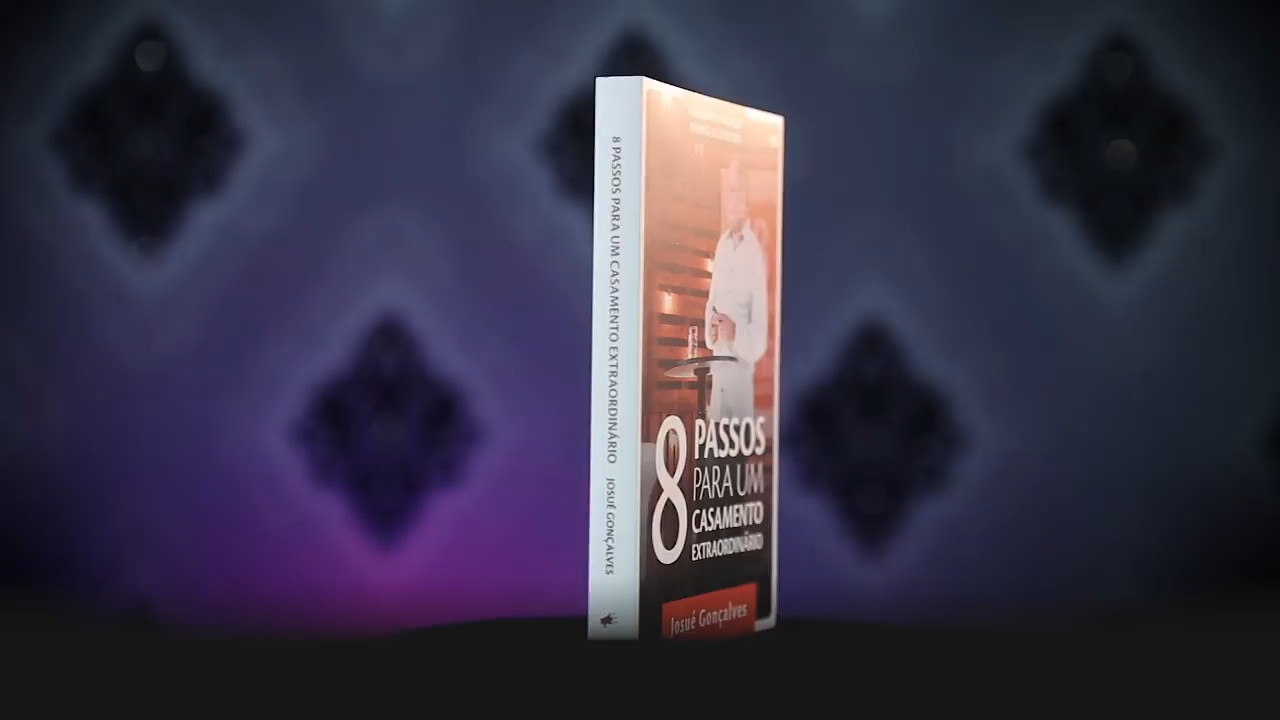 8 PASSOS PARA UM CASAMENTO EXTRAORDINÁRIO JOSUÉ GONÇALVES
8 PASSOS
PARA UM
CASAMENTO
EXTRAORDINÁRIO
Josué Gonçalves